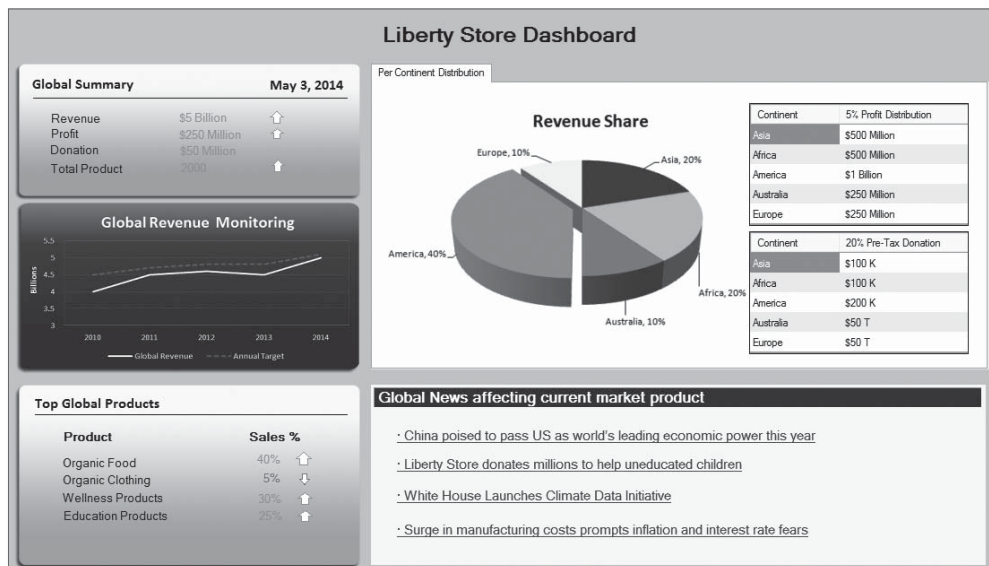 Liberty Store Dashboard
Global Summary May 3, 2014
Revenue $5 Billion
Profit $250 Million
Donation $50 Million
Total Product 2000
Global Revenue Monitoring
Billions
5.5
5
4.5
4
3.5
3
2010 2011 2012 2013 2014
Global Revenue Annual Target
Top Global Products
Product Sales %
Organic Food 40%
Organic Clothing 5%
Wellness Products 30%
Education Products 25%
Per Continent Distribution
Revenue Share
Europe, 10%
Asia, 20%
America, 40%
Africa, 20%
Australia, 10%
Continent 5% Profit Distribution
Asia $500 Million
Africa $500 Million
America $1 Billion
Australia $250 Million
Europe $250 Million
Continent 20% Pre-Tax Donation
Asia $100 K
Africa $100 K
America $200 K
Australia $50 T
Europe $50 T
Global News affecting current market product
· China poised to pass US as world's leading economic power this year
· Liberty Store donates millions to help uneducated children
· White House Launches Climate Data Initiative
· Surge in manufacturing costs prompts inflation and interest rate fears